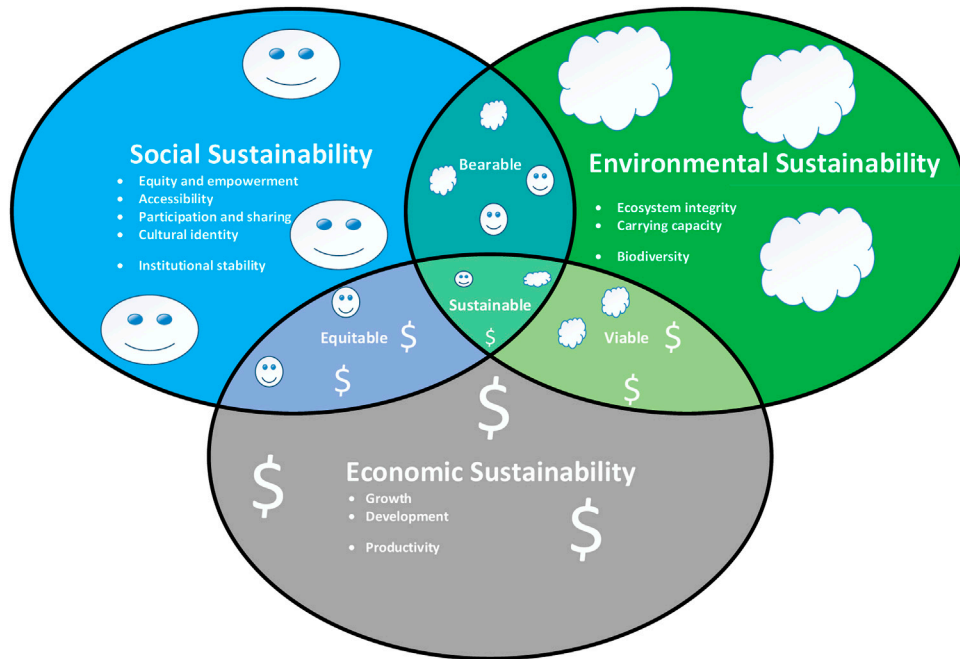 Social Sustainability
• Equity and empowerment
• Accessibility
• Participation and sharing
• Cultural identity
• Institutional stability
Bearable
Environmental Sustainability
• Ecosystem integrity
• Carrying capacity
• Biodiversity
Sustainable
$
Equitable
$
$
Viable
$
$
$
Economic Sustainability
• Growth
• Development
• Productivity
$
$